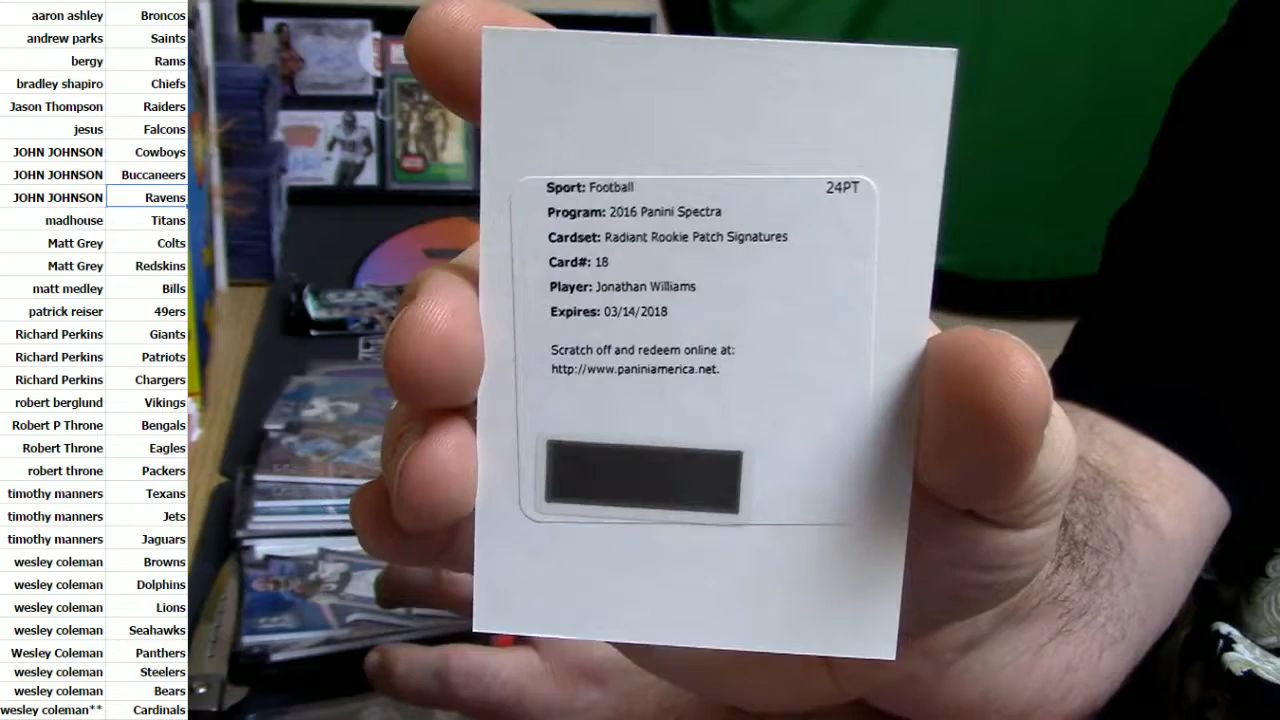 aaron ashley Broncos
andrew parks Saints
bergy Rams
bradley shapiro Chiefs
Jason Thompson Raiders
jesus Falcons
JOHN JOHNSON Cowboys
JOHN JOHNSON Buccaneers
JOHN JOHNSON Ravens
madhouse Titans
Matt Grey Colts
Matt Grey Redskins
matt medley Bills
patrick reiser 49ers
Richard Perkins Giants
Richard Perkins Patriots
Richard Perkins Chargers
robert berglund Vikings
Robert P Throne Bengals
Robert Throne Eagles
robert throne Packers
timothy manners Texans
timothy manners Jets
timothy manners Jaguars
wesley coleman Browns
wesley coleman Dolphins
wesley coleman Lions
wesley coleman Seahawks
Wesley Coleman Panthers
wesley coleman Steelers
wesley coleman Bears
wesley coleman** Cardinals
Sport: Football 24PT
Program: 2016 Panini Spectra
Cardset: Radiant Rookie Patch Signatures
Card#: 18
Player: Jonathan Williams
Expires: 03/14/2018
Scratch off and redeem online at:
http://www.paniniamerica.net.